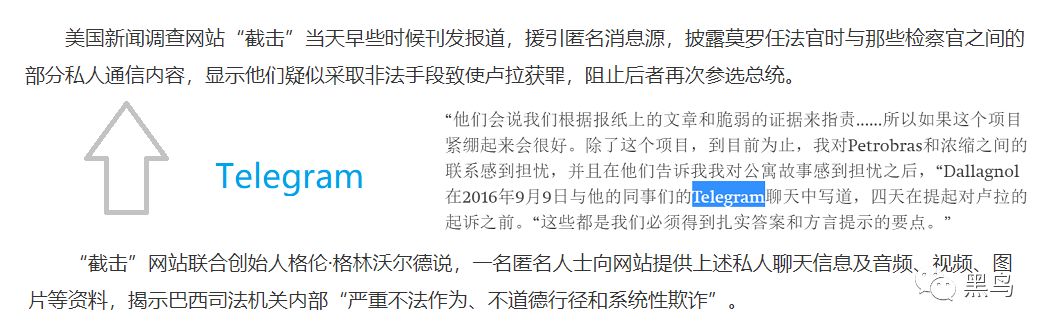 美国新闻调查网站“截击”当天早些时候刊发报道，援引匿名消息源，披露莫罗任法官时与那些检察官之间的
部分私人通信内容，显示他们疑似采取非法手段致使卢拉获罪，阻止后者再次参选总统。
Telegram
“他们会说我们根据报纸上的文章和脆弱的证据来指责......所以如果这个项目
紧绷起来会很好。除了这个项目，到目前为止，我对Petrobras和浓缩之间的
联系感到担忧，并且在他们告诉我我对公寓故事感到担忧之后，“Dallagnol
在2016年9月9日与他的同事们的Telegram聊天中写道，四天在提起对卢拉的
起诉之前。“这些都是我们必须得到扎实答案和方言提示的要点。”
“截击”网站联合创始人格伦·格林沃尔德说，一名匿名人士向网站提供上述私人聊天信息及音频、视频、图
片等资料，揭示巴西司法机关内部“严重不法作为、不道德行径和系统性欺诈”。
黑鸟